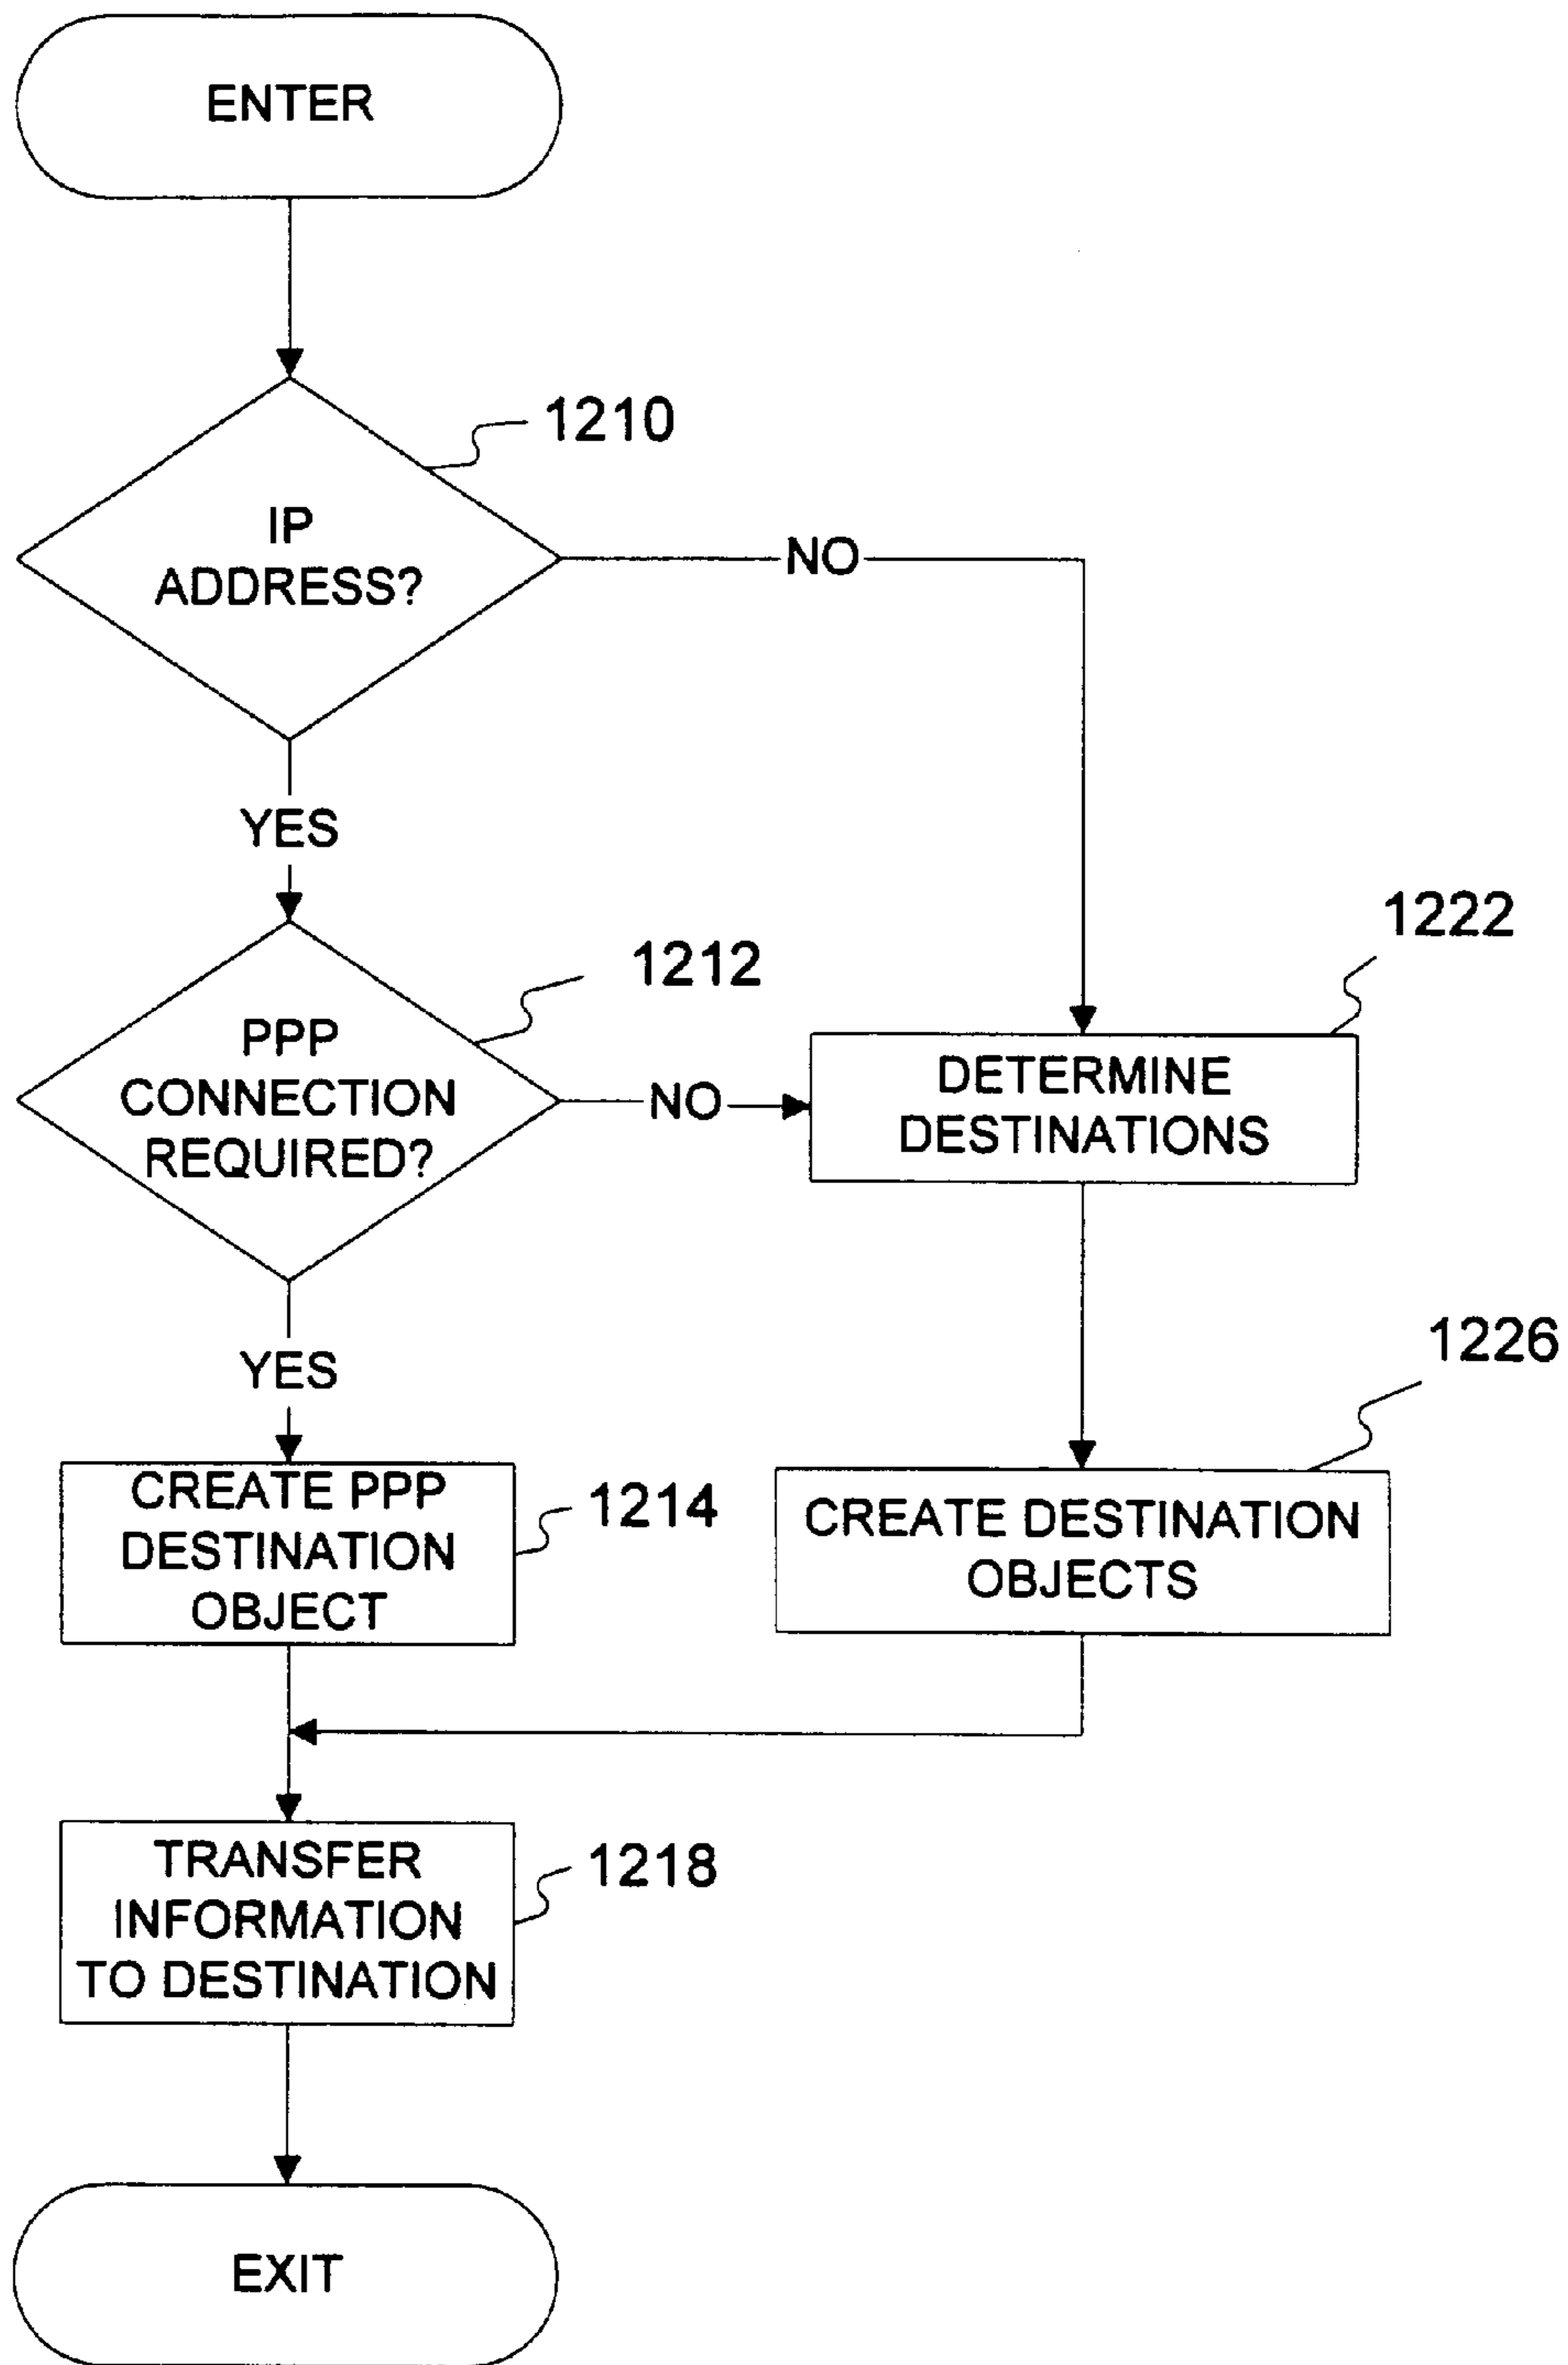 ENTER
1210
IP
ADDRESS?
NO
YES
1222
1212
PPP
CONNECTION
REQUIRED?
NO
DETERMINE
DESTINATIONS
YES
1226
CREATE PPP
DESTINATION
OBJECT
1214
CREATE DESTINATION
OBJECTS
TRANSFER
INFORMATION
TO DESTINATION
1218
EXIT